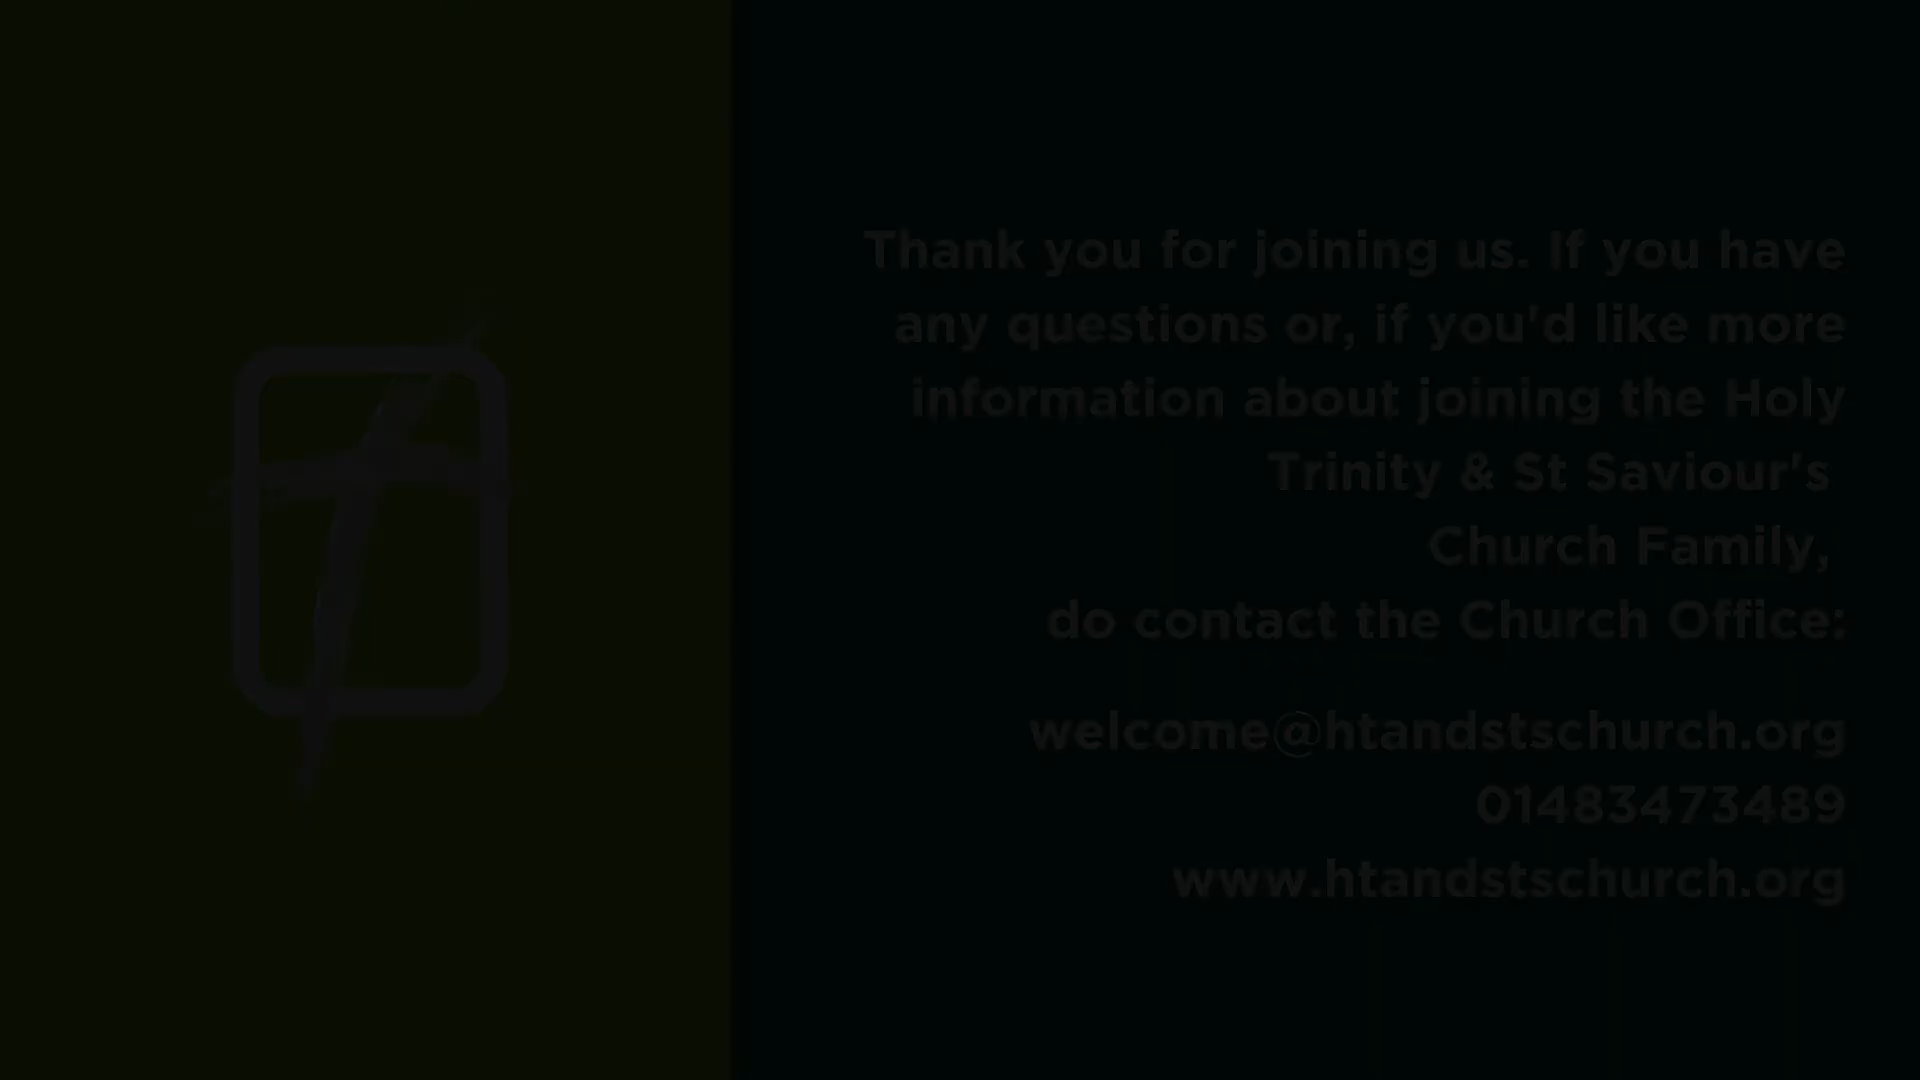 Thank you for joining us. If you have
any questions or, if you'd like more
information about joining the Holy
Trinity & St Saviour's
Church Family,
do contact the Church Office:
welcome@htandstschurch.org
01483473489
www.htandstschurch.org